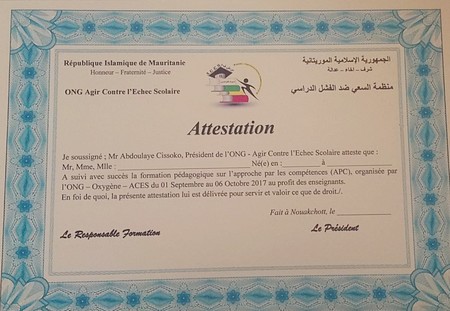 République Islamique de Mauritanie
Honneur – Fraternité – Justice
ONG Agir Contre l'Echec Scolaire
الجمهورية الإسلامية الموريتانية
شرف - اخاء - عدالة
منظمة السعي ضد الفشل الدراسي
Attestation
Je soussigné ; Mr Abdoulaye Cissoko, Président de l'ONG - Agir Contre l'Echec Scolaire atteste que :
Mr, Mme, Mlle : Né(e) en : à
A suivi avec succès la formation pédagogique sur l'approche par les compétences (APC), organisée par
l'ONG – Oxygène – ACES du 01 Septembre au 06 Octobre 2017 au profit des enseignants.
En foi de quoi, la présente attestation lui est délivrée pour servir et valoir ce que de droit./.
Fait à Nouakchott, le
Le Responsable Formation
Le Président